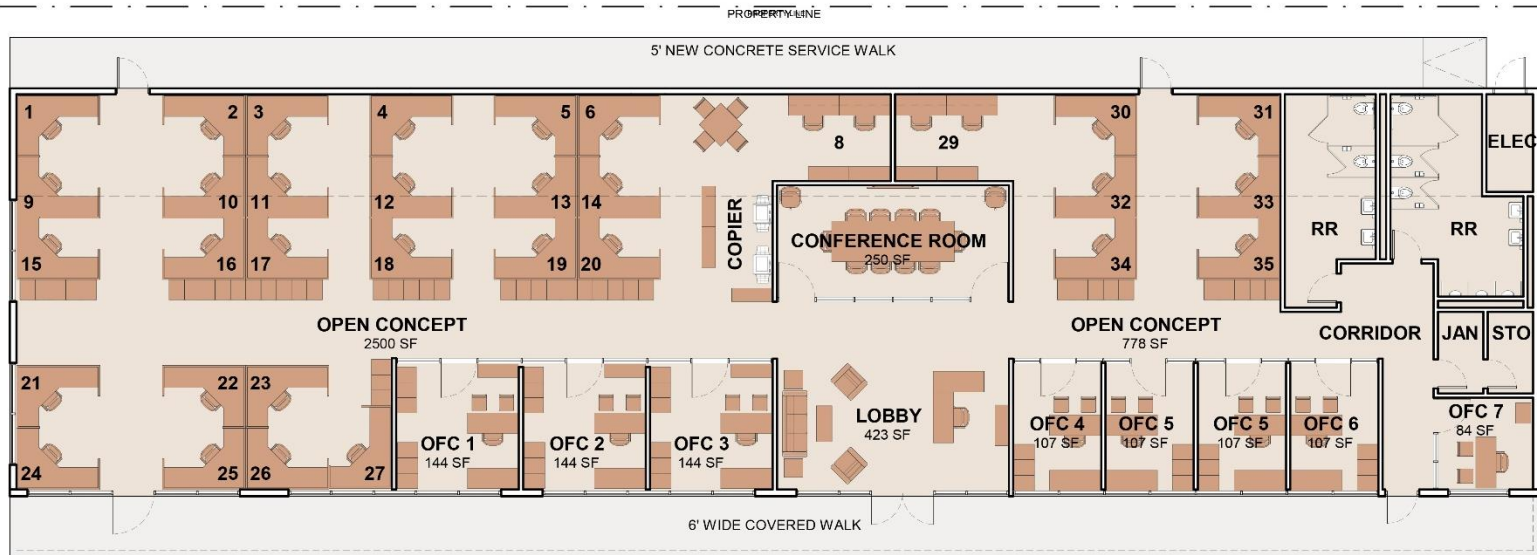 PROPERTY LINE
5' NEW CONCRETE SERVICE WALK
1 2 3 4 5 6 8 29 30 31 ELEC
9 10 11 12 13 14 COPIER 32 33
CONFERENCE ROOM
250 SF
RR RR
15 16 17 18 19 20 34 35
OPEN CONCEPT
2500 SF
OPEN CONCEPT
778 SF
CORRIDOR JAN STO
21 22 23
LOBBY
423 SF
OFC 1
144 SF
OFC 2
144 SF
OFC 3
144 SF
OFC 4
107 SF
OFC 5
107 SF
OFC 5
107 SF
OFC 6
107 SF
OFC 7
84 SF
24 25 26 27
6' WIDE COVERED WALK